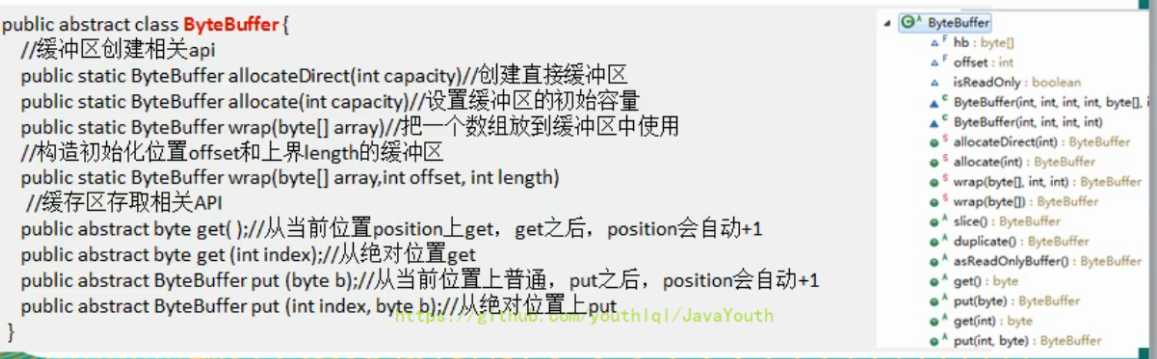 public abstract class ByteBuffer {
//缓冲区创建相关api
public static ByteBuffer allocateDirect(int capacity)//创建直接缓冲区
public static ByteBuffer allocate(int capacity)//设置缓冲区的初始容量
public static ByteBuffer wrap(byte[] array)//把一个数组放到缓冲区中使用
//构造初始化位置offset和上界length的缓冲区
public static ByteBuffer wrap(byte[] array,int offset, int length)
//缓存区存取相关API
public abstract byte get( );//从当前位置position上get，get之后，position会自动+1
public abstract byte get (int index);//从绝对位置get
public abstract ByteBuffer put (byte b);//从当前位置上普通，put之后，position会自动+1
public abstract ByteBuffer put (int index, byte b);//从绝对位置上put
https://github.com/youthlql/JavaYouth
}
ByteBuffer
hb : byte[]
offset : int
isReadOnly : boolean
ByteBuffer(int, int, int, int, byte[], i
ByteBuffer(int, int, int, int)
allocateDirect(int) : ByteBuffer
allocate(int) : ByteBuffer
wrap(byte[], int, int) : ByteBuffer
wrap(byte[]) : ByteBuffer
slice() : ByteBuffer
duplicate() : ByteBuffer
asReadOnlyBuffer() : ByteBuffer
get() : byte
put(byte) : ByteBuffer
get(int) : byte
put(int, byte) : ByteBuffer